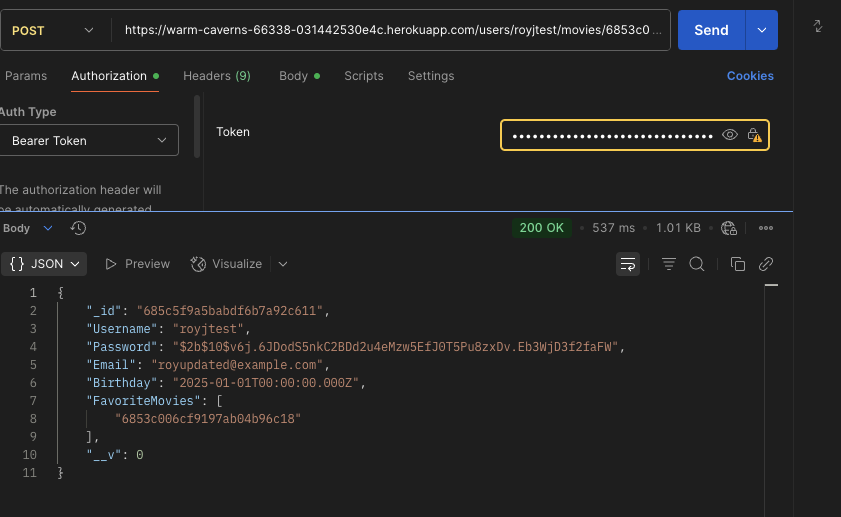 POST
https://warm-caverns-66338-031442530e4c.herokuapp.com/users/royjtest/movies/6853c0 ...
Send
Params
Authorization
Headers (9)
Body
Scripts
Settings
Cookies
Auth Type
Bearer Token
Token
The authorization header will
be automatically generated
Body
200 OK
537 ms
1.01 KB
{} JSON
Preview
Visualize
1 {
2 "_id": "685c5f9a5babdf6b7a92c611",
3 "Username": "royjtest",
4 "Password": "$2b$10$v6j.6JDodS5nkC2BDd2u4eMzw5EfJ0T5Pu8zxDv.Eb3WjD3f2faFW",
5 "Email": "royupdated@example.com",
6 "Birthday": "2025-01-01T00:00:00.000Z",
7 "FavoriteMovies": [
8 "6853c006cf9197ab04b96c18"
9 ],
10 "__v": 0
11 }